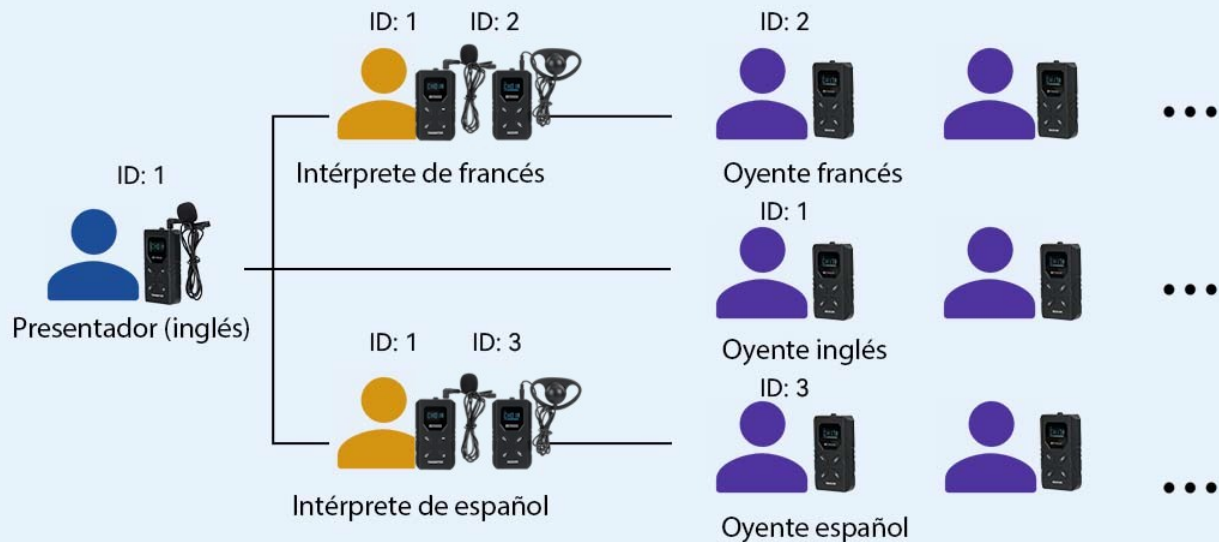 ID: 1
ID: 2
ID: 2
Intérprete de francés
Oyente francés
ID: 1
ID: 1
Presentador (inglés)
Oyente inglés
ID: 1
ID: 3
ID: 3
Intérprete de español
Oyente español